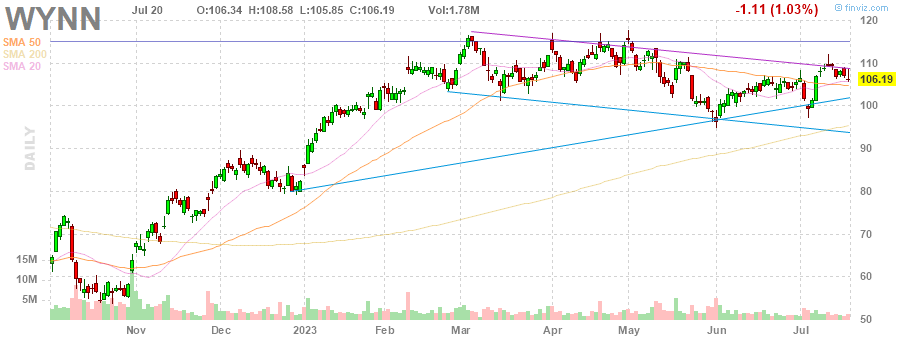 WYNN
Jul 20 O:106.34 H:108.58 L:105.85 C:106.19 Vol:1.78M -1.11 (1.03%)
© finviz.com
SMA 50
SMA 200
SMA 20
DAILY
120
110
106.19
100
90
80
70
60
50
15M
10M
5M
Nov Dec 2023 Feb Mar Apr May Jun Jul